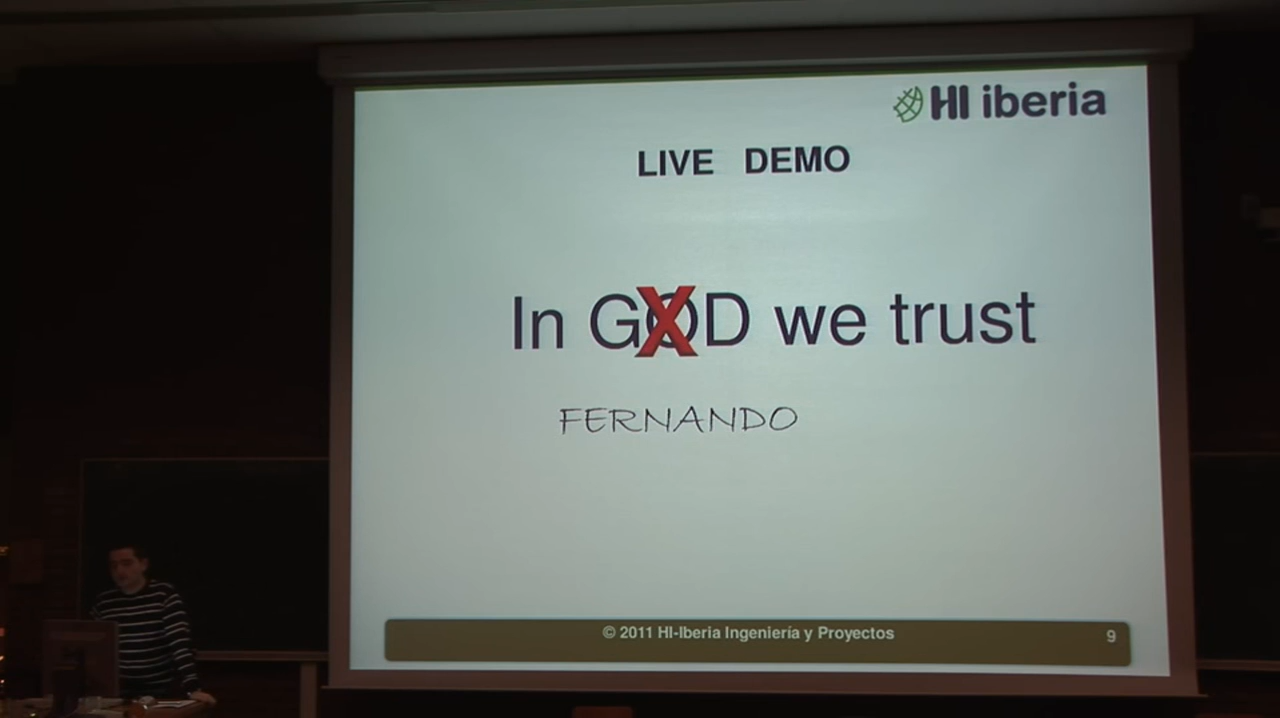 HI iberia
LIVE DEMO
In GOD we trust
X
FERNANDO
© 2011 HI-Iberia Ingeniería y Proyectos
9